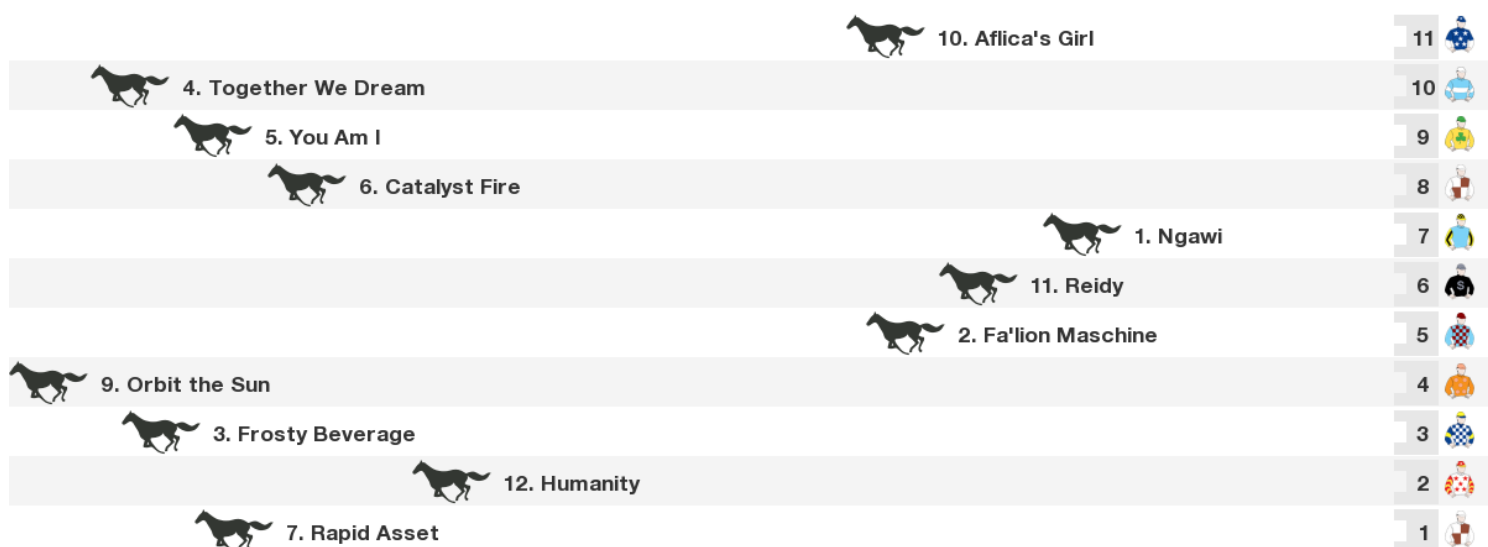 10. Aflica's Girl 11
4. Together We Dream 10
5. You Am I 9
6. Catalyst Fire 8
1. Ngawi 7
11. Reidy 6 S
2. Fa'lion Maschine 5
9. Orbit the Sun 4
3. Frosty Beverage 3
12. Humanity 2
7. Rapid Asset 1